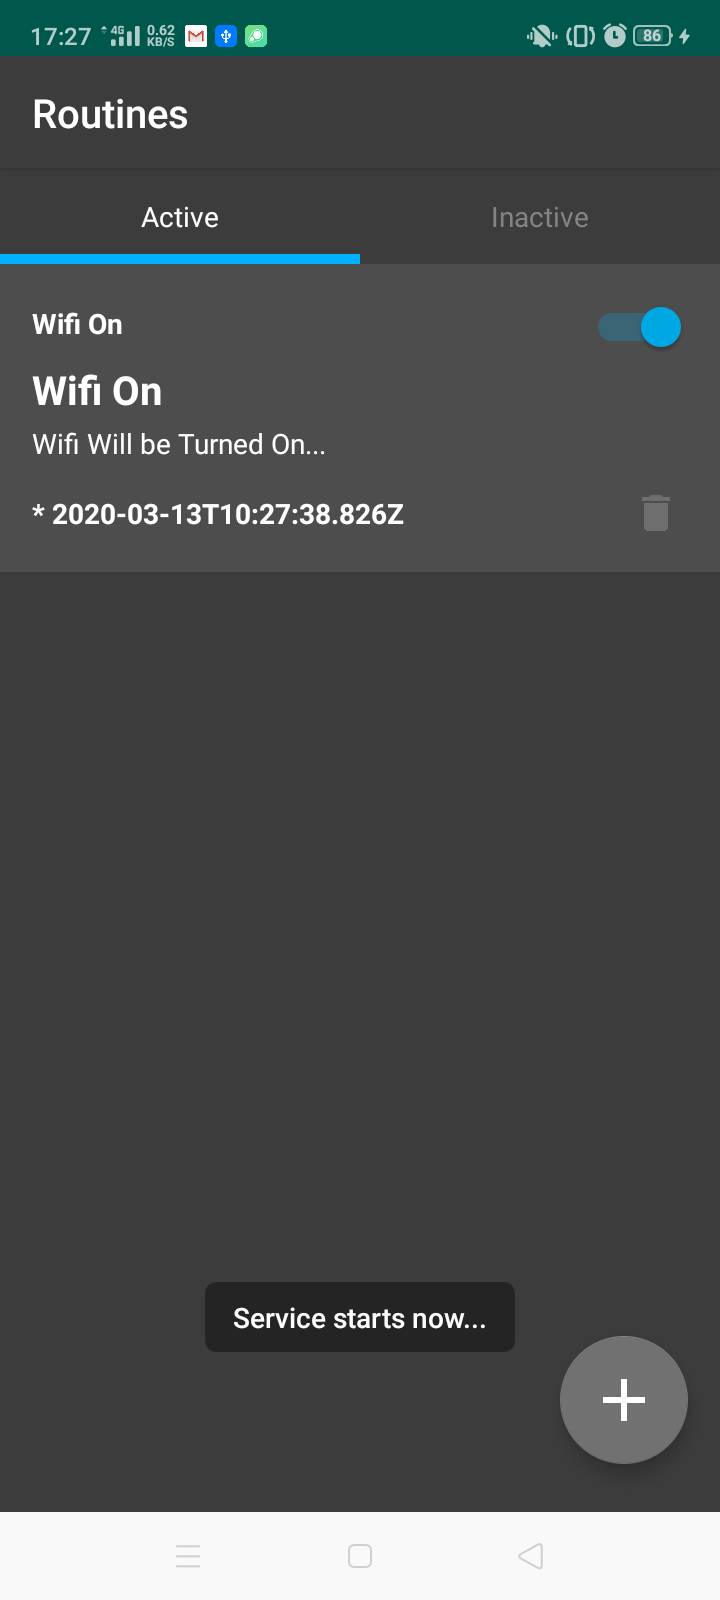 17:27 4G 0.62 KB/S 86
Routines
Active Inactive
Wifi On
Wifi On
Wifi Will be Turned On...
* 2020-03-13T10:27:38.826Z
Service starts now...